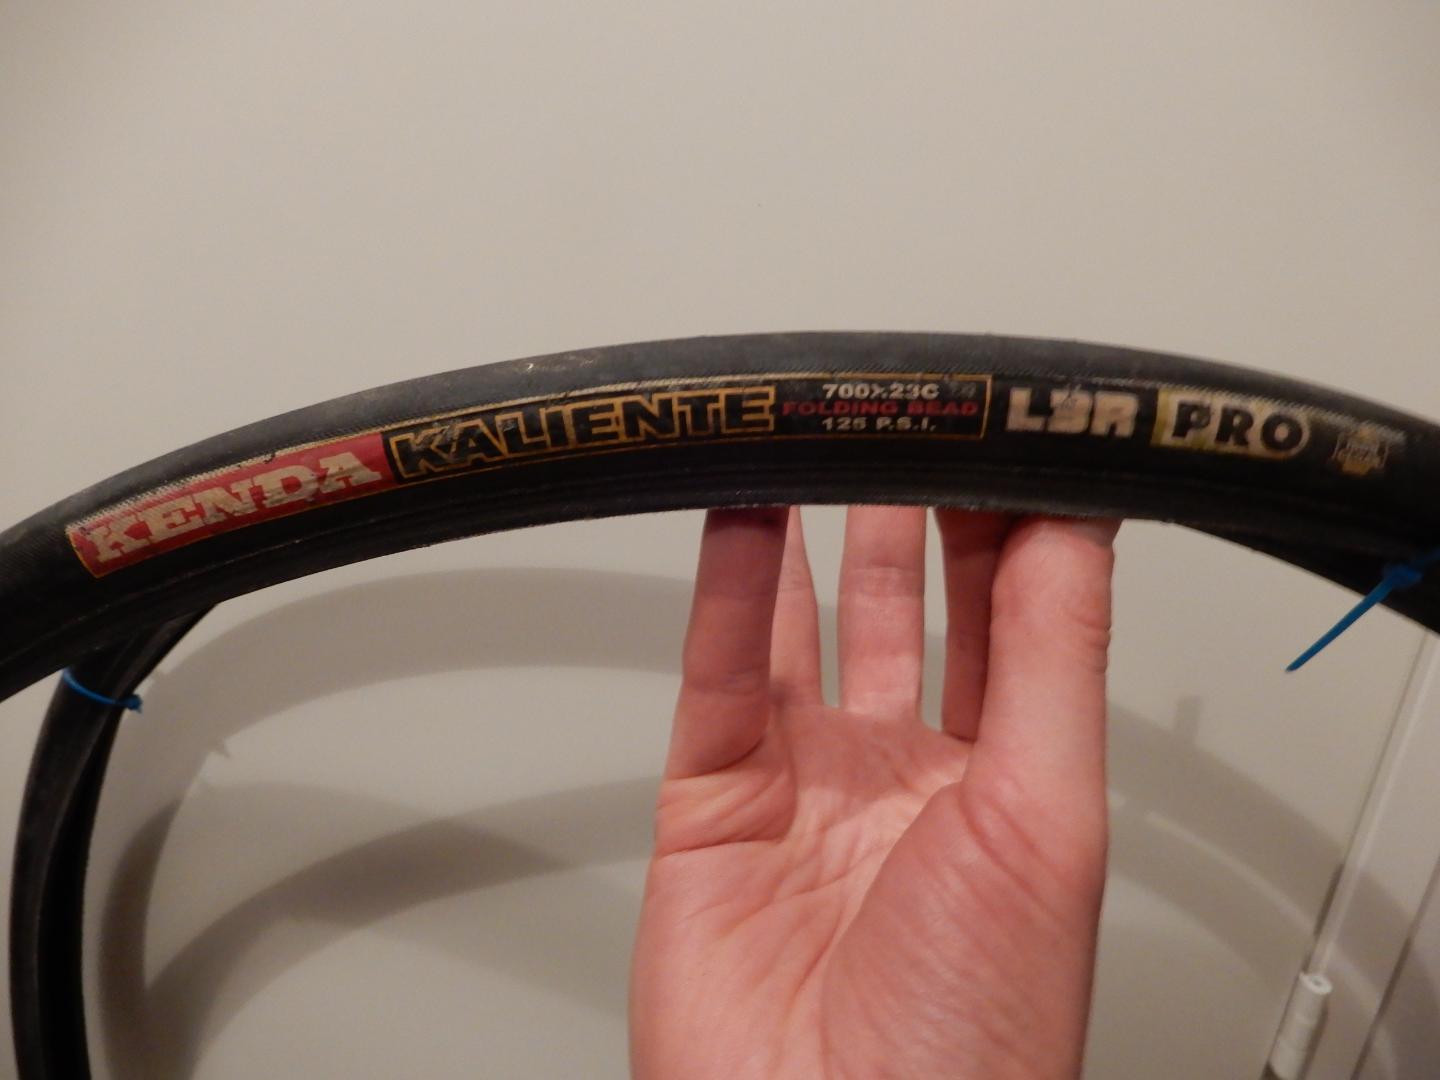 KENDA KALIENTE
700x23C
FOLDING BEAD
125 P.S.I.
L3R PRO